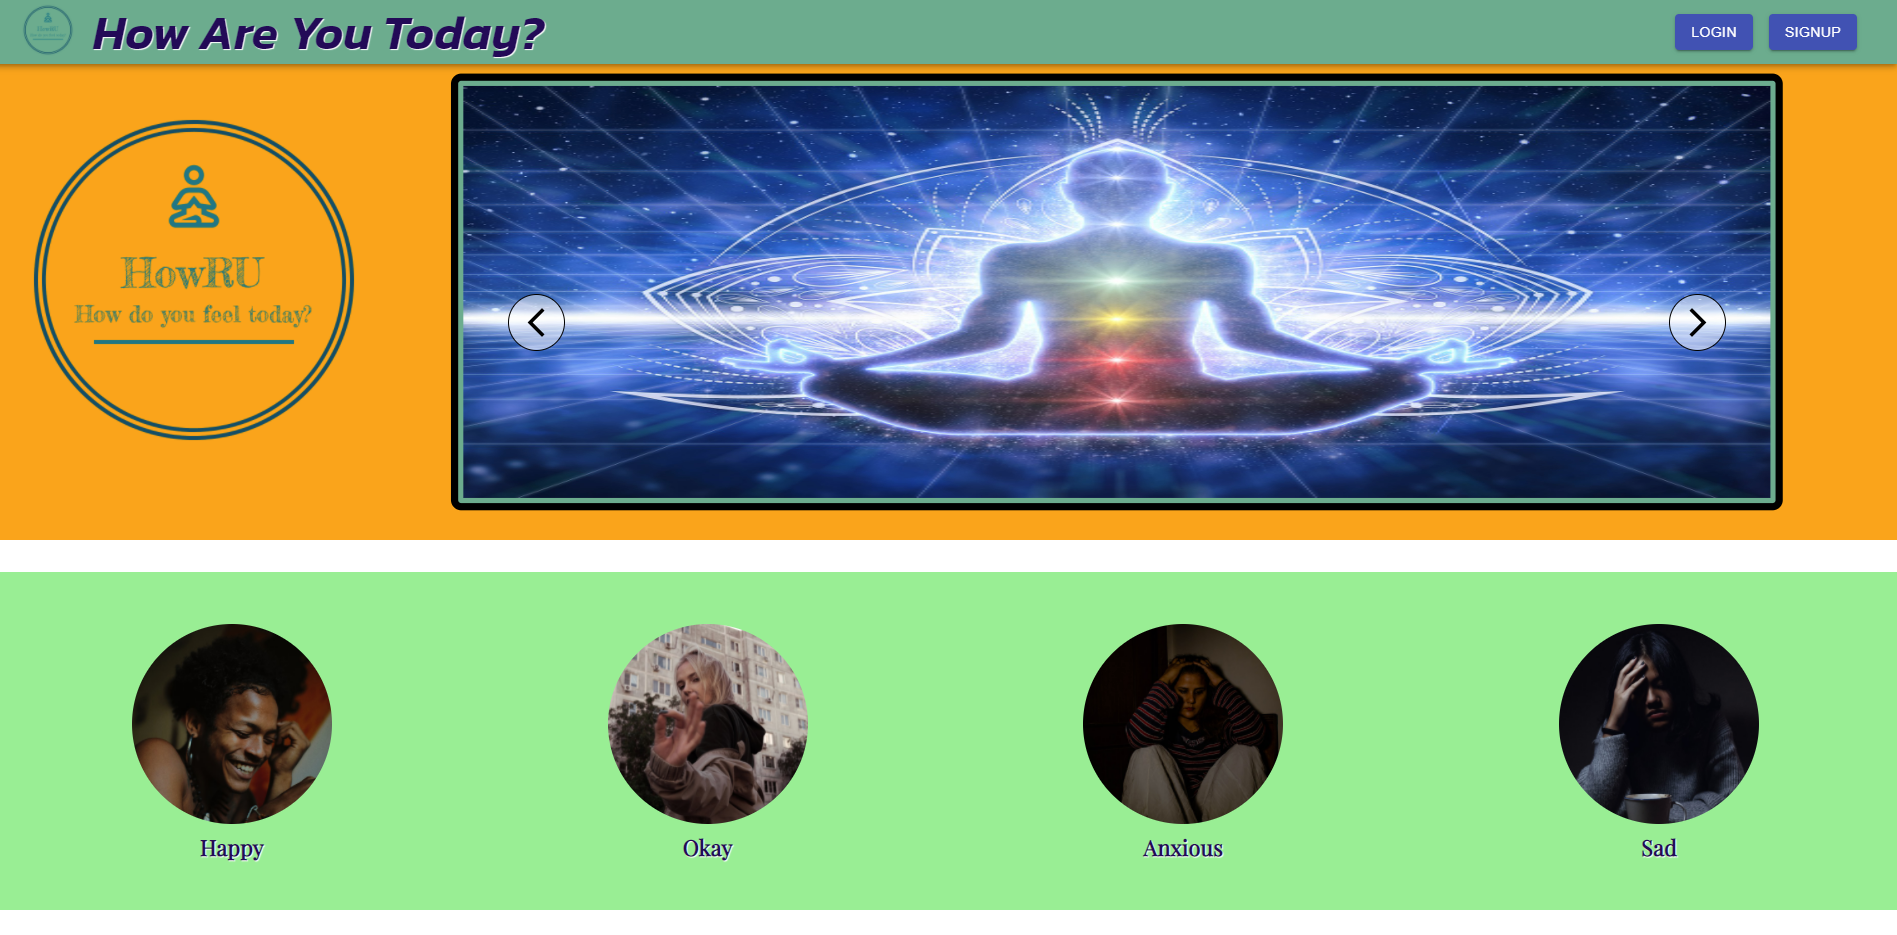 How Are You Today?
LOGIN
SIGNUP
HowRU
How do you feel today?
Happy
Okay
Anxious
Sad